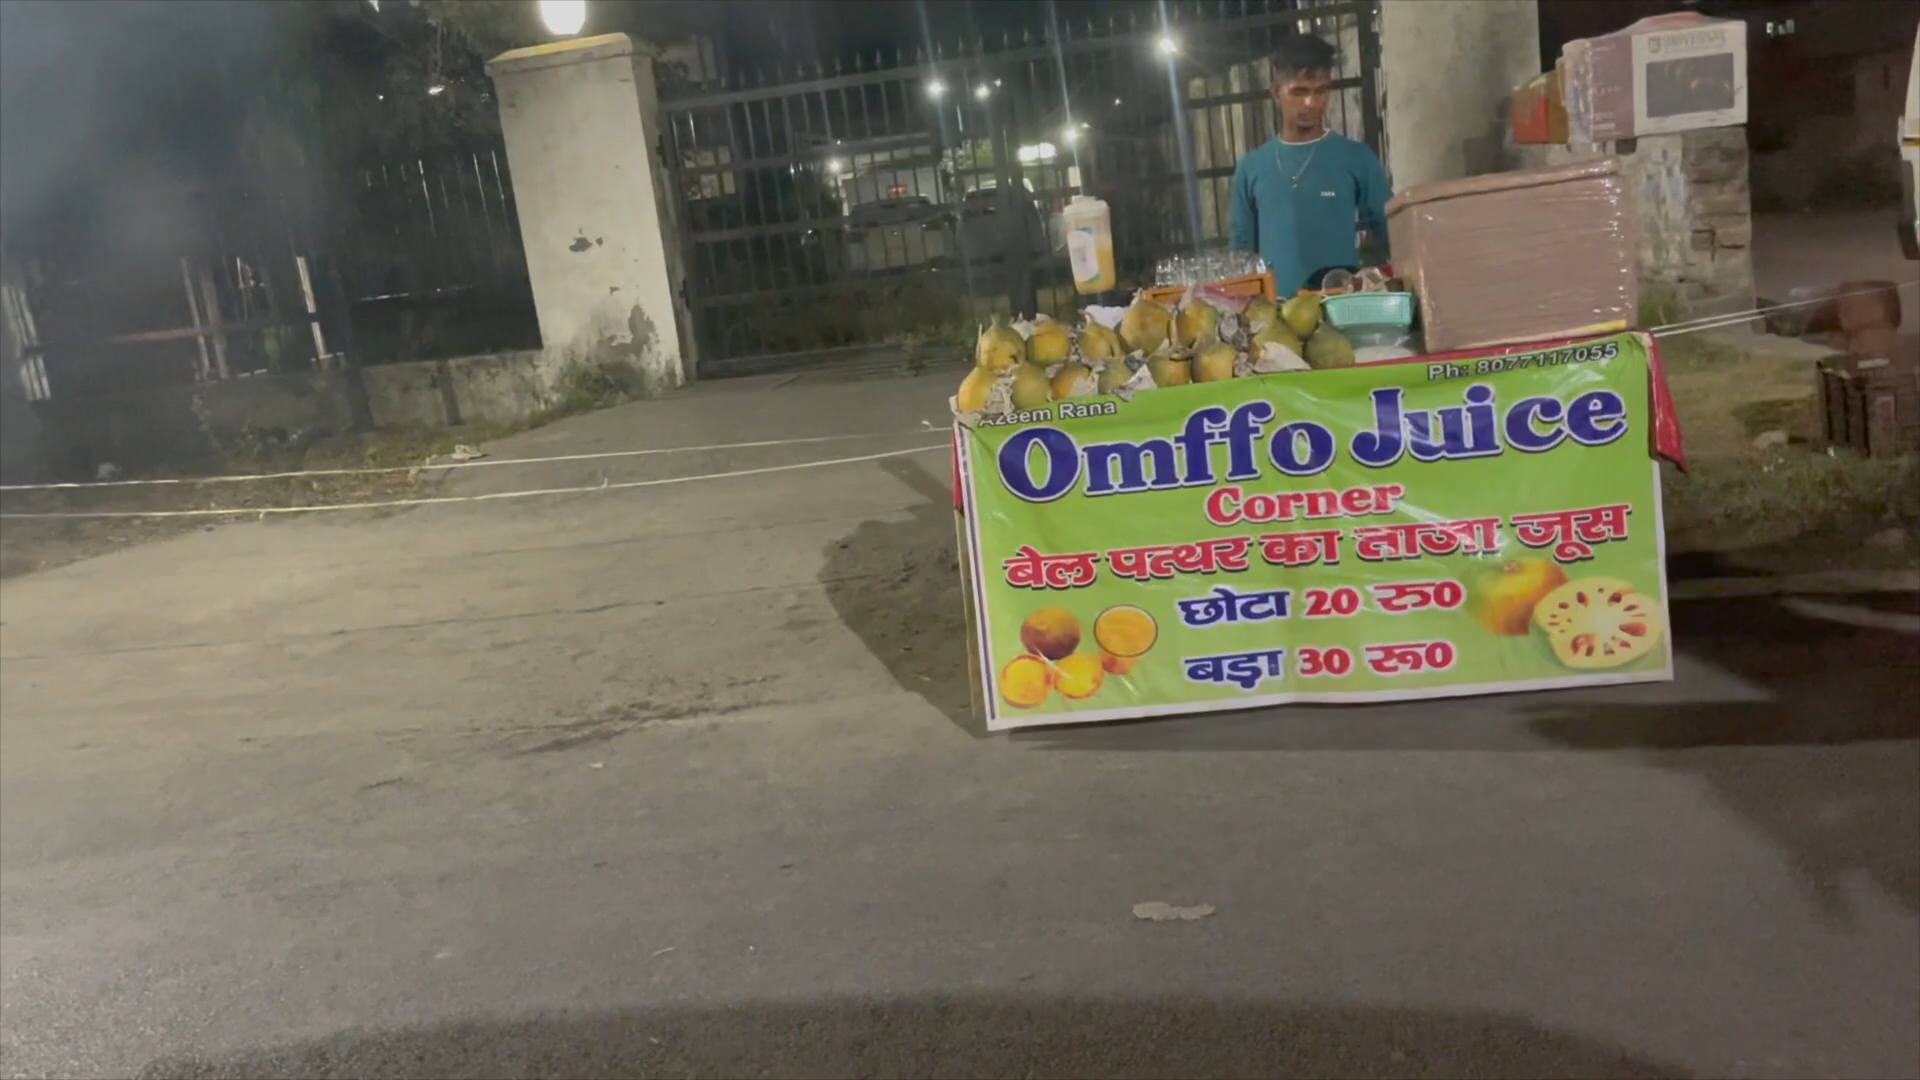 Azeem Rana
Ph: 8077117055
Omffo Juice
Corner
बेल पत्थर का ताजा जूस
छोटा 20 रु0
बड़ा 30 रू0